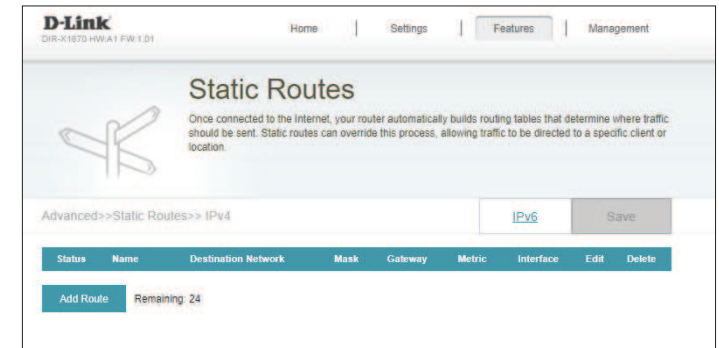 D-Link
DIR-X1870 HW:A1 FW:1.01
Home | Settings | Features | Management
Static Routes
Once connected to the Internet, your router automatically builds routing tables that determine where traffic
should be sent. Static routes can override this process, allowing traffic to be directed to a specific client or
location.
Advanced>>Static Routes>> IPv4
IPv6
Save
Status Name Destination Network Mask Gateway Metric Interface Edit Delete
Add Route Remaining: 24